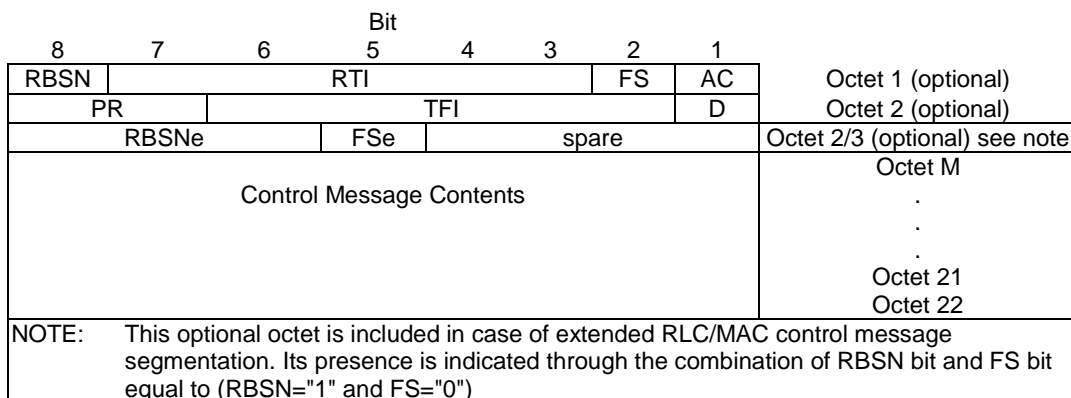 Bit
8 7 6 5 4 3 2 1
RBSN RTI FS AC Octet 1 (optional)
PR TFI D Octet 2 (optional)
RBSNe FSe spare Octet 2/3 (optional) see note
Control Message Contents Octet M
.
.
.
Octet 21
Octet 22
NOTE: This optional octet is included in case of extended RLC/MAC control message
segmentation. Its presence is indicated through the combination of RBSN bit and FS bit
equal to (RBSN="1" and FS="0")